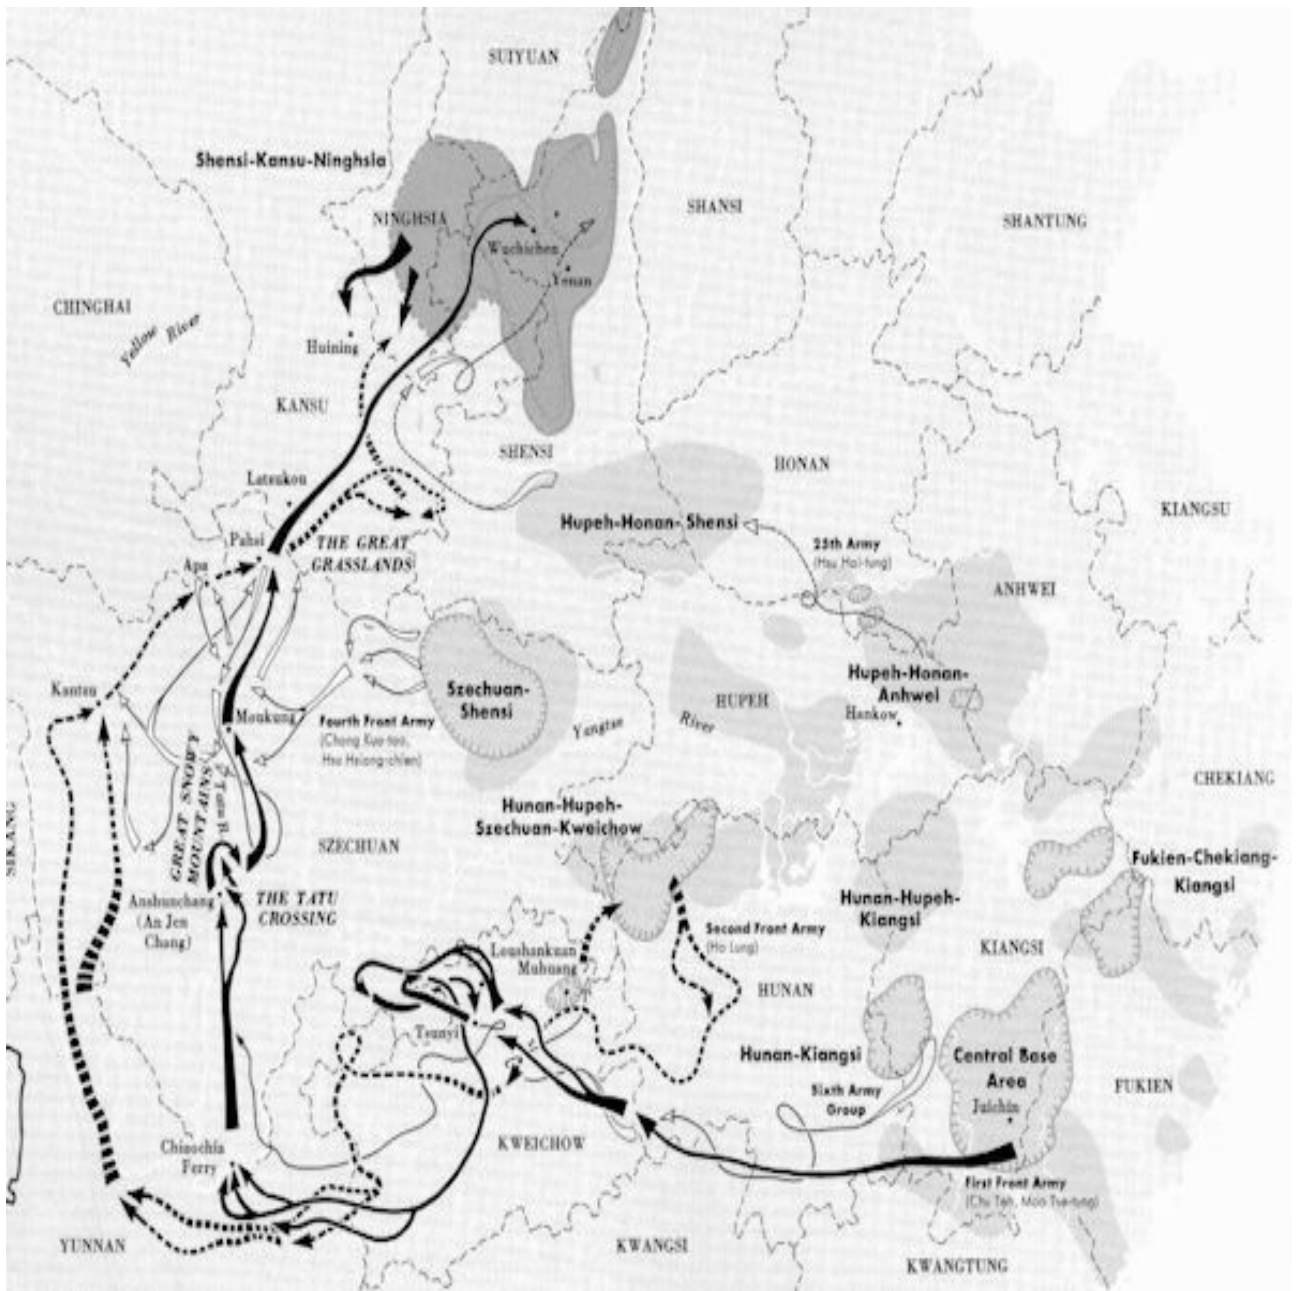 SUIYUAN
Shensi-Kansu-Ninghsia
NINGHSIA
SHANSI
SHANTUNG
Wuchichen
Yenan
CHINGHAI
Yellow
River
Huining
KANSU
SHENSI
HONAN
Latsukou
KIANGSU
Hupeh-Honan-Shensi
Pahsi
THE GREAT
GRASSLANDS
25th Army
(Hsu Hai-tung)
Apa
ANHWEI
Kantsu
Szechuan-
Shensi
Hupeh-Honan-
Anhwei
HUPEH
Hankow
Moukung
Fourth Front Army
(Chang Kuo-tao,
Hsu Hsiang-chien)
Yangtze
River
GREAT SNOWY
MOUNTAINS
Tatu R.
CHEKIANG
Hunan-Hupeh-
Szechuan-Kweichow
SIKANG
SZECHUAN
Fukien-Chekiang-
Kiangsi
Anshunchang
(An Jen
Chang)
THE TATU
CROSSING
Hunan-Hupeh-
Kiangsi
Second Front Army
(Ho Lung)
KIANGSI
Loushankuan
Muhuang
HUNAN
Tsunyi
Hunan-Kiangsi
Central Base
Area
Juichin
Sixth Army
Group
FUKIEN
Chiaochia
Ferry
KWEICHOW
First Front Army
(Chu Teh, Mao Tse-tung)
YUNNAN
KWANGSI
KWANGTUNG